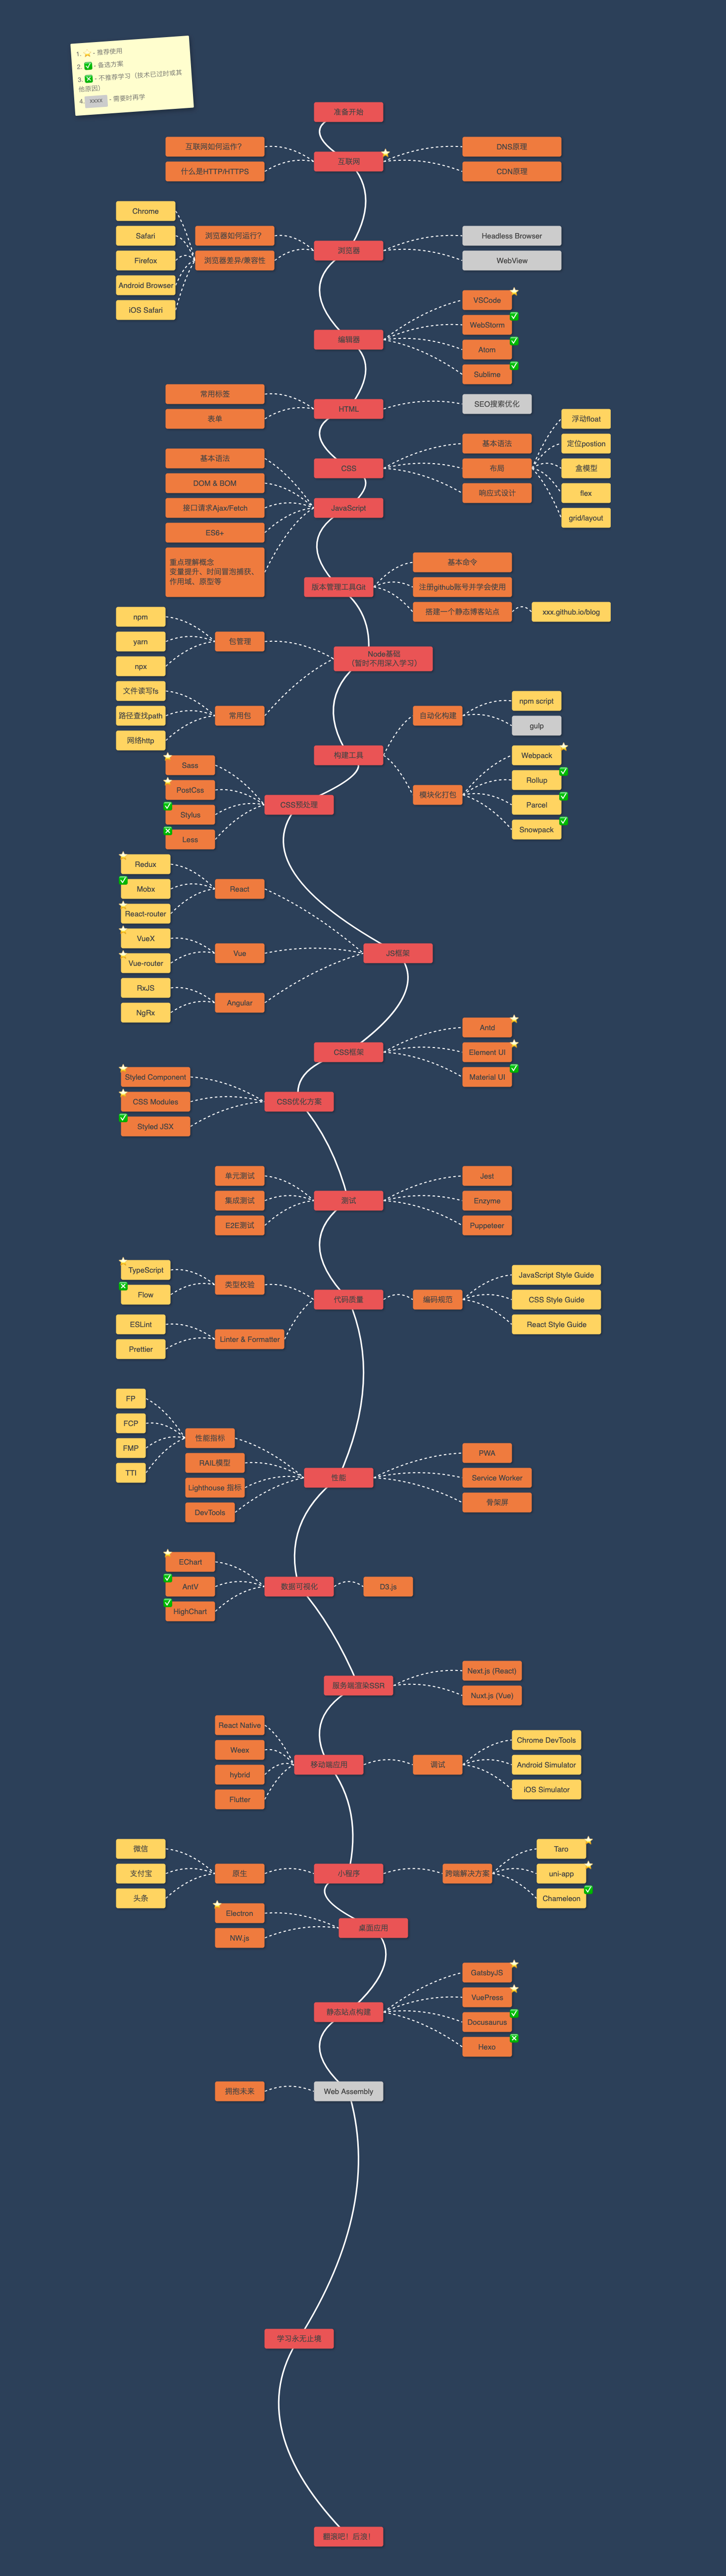 1. ⭐ - 推荐使用
2. ✅ - 备选方案
3. ❎ - 不推荐学习（技术已过时或其
他原因）
4. xxxx - 需要时再学
准备开始
互联网如何运作?
什么是HTTP/HTTPS
互联网
DNS原理
CDN原理
Chrome
Safari
Firefox
Android Browser
iOS Safari
浏览器如何运行?
浏览器差异/兼容性
浏览器
Headless Browser
WebView
编辑器
VSCode
WebStorm
Atom
Sublime
常用标签
表单
HTML
SEO搜索优化
CSS
基本语法
布局
响应式设计
浮动float
定位postion
盒模型
flex
grid/layout
基本语法
DOM & BOM
接口请求Ajax/Fetch
ES6+
重点理解概念
变量提升、时间冒泡捕获、
作用域、原型等
JavaScript
版本管理工具Git
基本命令
注册github账号并学会使用
搭建一个静态博客站点
xxx.github.io/blog
npm
yarn
npx
包管理
文件读写fs
路径查找path
网络http
常用包
Node基础
（暂时不用深入学习）
构建工具
自动化构建
npm script
gulp
模块化打包
Webpack
Rollup
Parcel
Snowpack
Sass
PostCss
Stylus
Less
CSS预处理
Redux
Mobx
React-router
React
VueX
Vue-router
Vue
RxJS
NgRx
Angular
JS框架
CSS框架
Antd
Element UI
Material UI
Styled Component
CSS Modules
Styled JSX
CSS优化方案
单元测试
集成测试
E2E测试
测试
Jest
Enzyme
Puppeteer
TypeScript
Flow
类型校验
ESLint
Prettier
Linter & Formatter
代码质量
编码规范
JavaScript Style Guide
CSS Style Guide
React Style Guide
FP
FCP
FMP
TTI
性能指标
RAIL模型
Lighthouse 指标
DevTools
性能
PWA
Service Worker
骨架屏
EChart
AntV
HighChart
数据可视化
D3.js
服务端渲染SSR
Next.js (React)
Nuxt.js (Vue)
React Native
Weex
hybrid
Flutter
移动端应用
调试
Chrome DevTools
Android Simulator
iOS Simulator
微信
支付宝
头条
原生
小程序
跨端解决方案
Taro
uni-app
Chameleon
Electron
NW.js
桌面应用
静态站点构建
GatsbyJS
VuePress
Docusaurus
Hexo
拥抱未来
Web Assembly
学习永无止境
翻滚吧！后浪！